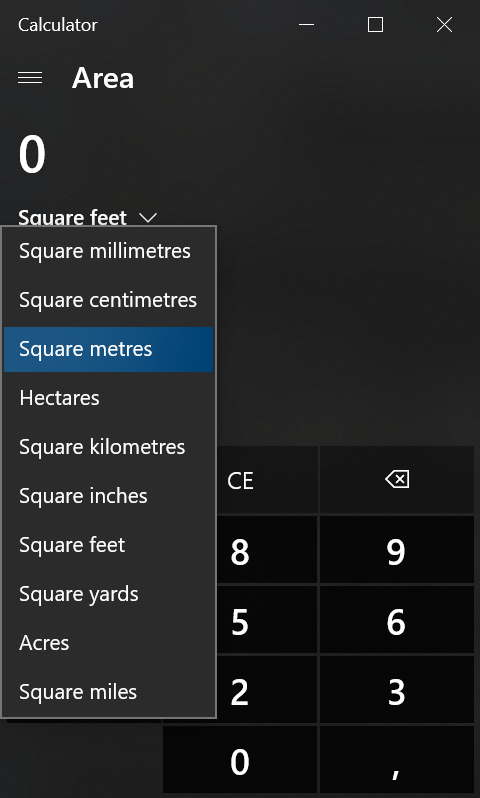 Calculator
Area
0
Square feet
Square millimetres
Square centimetres
Square metres
Hectares
Square kilometres
Square inches
Square feet
Square yards
Acres
Square miles
CE
8 9
5 6
2 3
0 ,